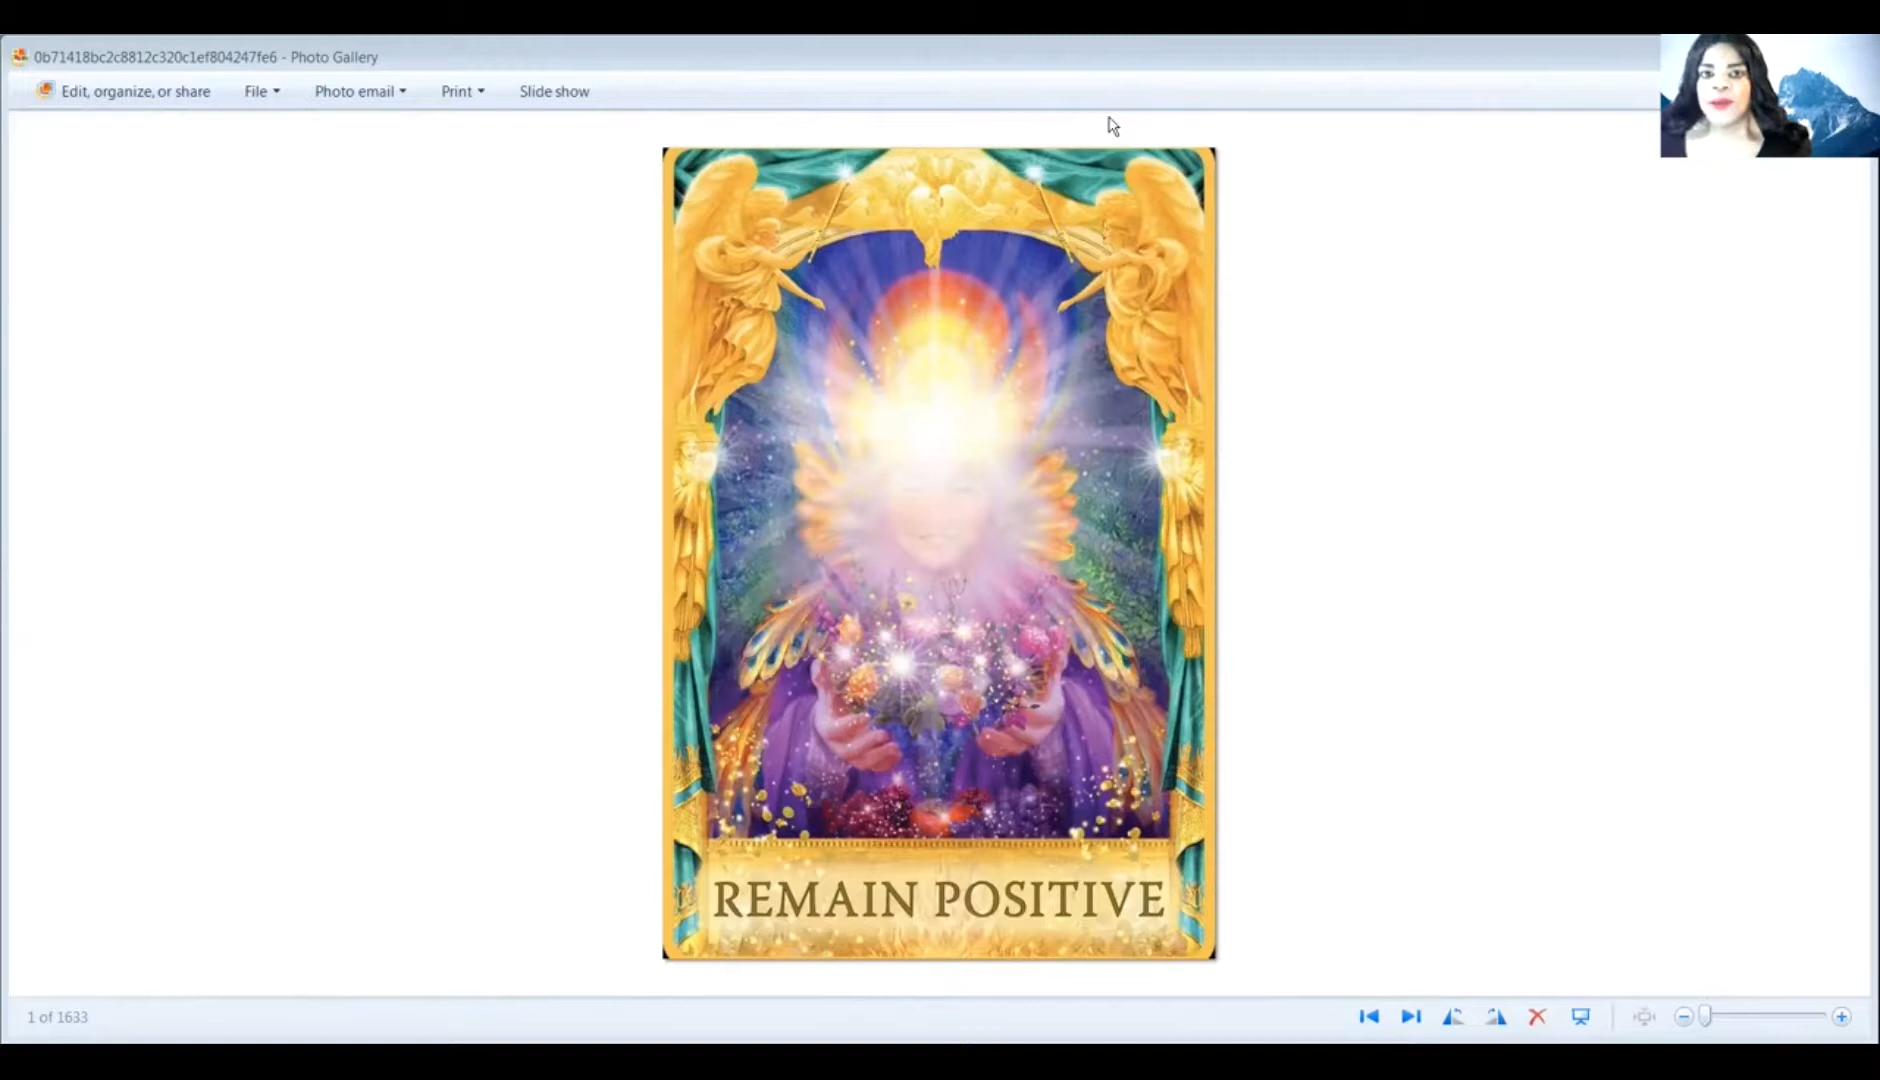 0b71418bc2c8812c320c1ef804247fe6 - Photo Gallery
Edit, organize, or share File Photo email Print Slide show
REMAIN POSITIVE
1 of 1633